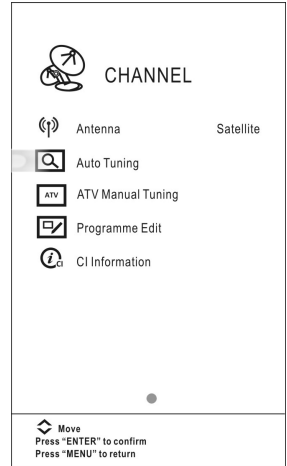 CHANNEL
Antenna Satellite
Auto Tuning
ATV ATV Manual Tuning
Programme Edit
CI CI Information
Move
Press “ENTER” to confirm
Press “MENU” to return